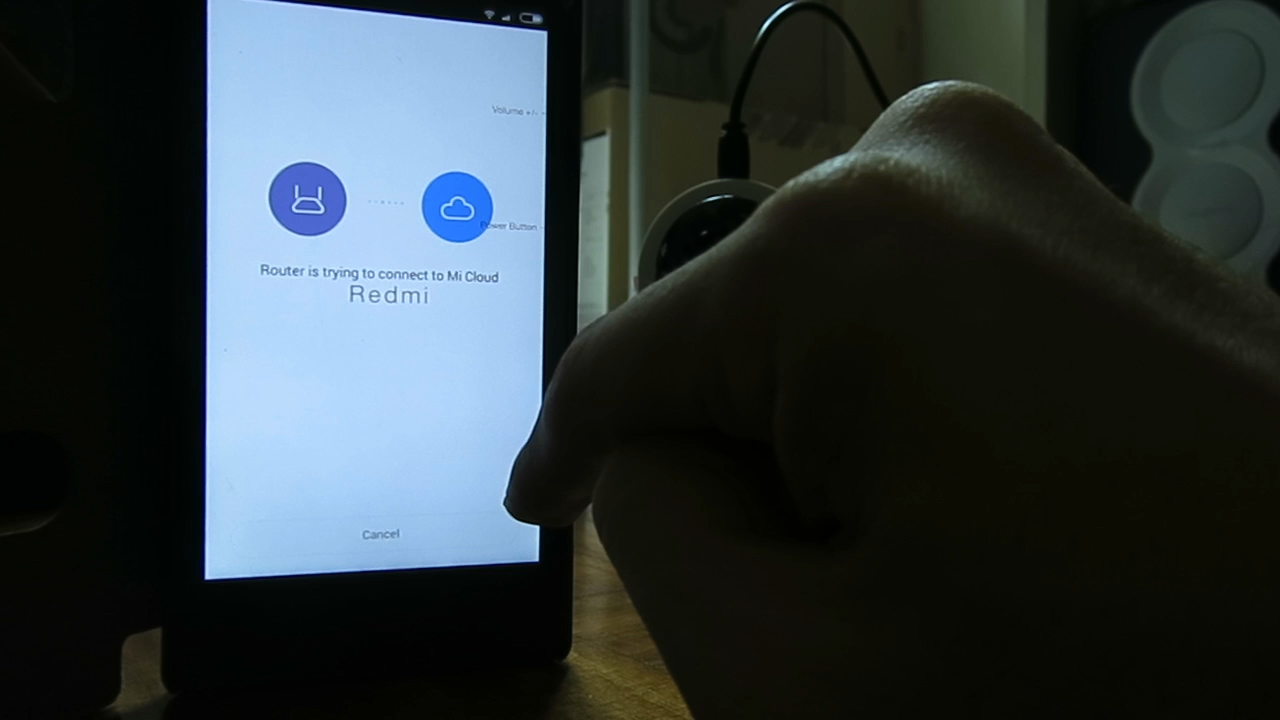 Volume +/-
Power Button
Router is trying to connect to Mi Cloud
Redmi
Cancel